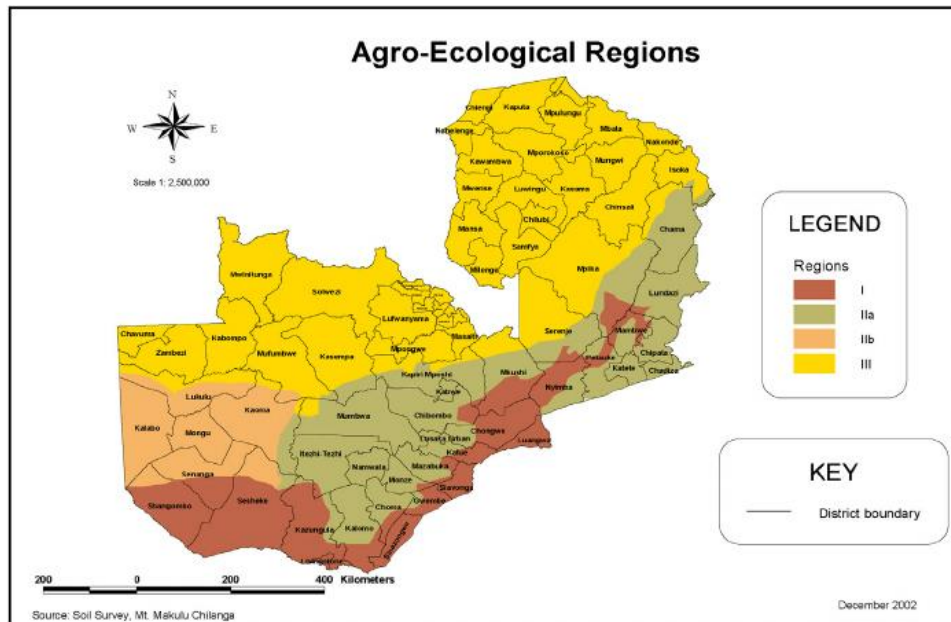 Agro-Ecological Regions
N
W E
S
Scale 1: 2,500,000
Chiengi
Kaputa
Mpulungu
Mbala
Nakonde
Mporokoso
Mungwi
Kawambwa
Isoka
Mwense
Luwingu
Kasama
Chinsali
Mansa
Chilubi
Samfya
Milenge
Chama
Mpika
Lundazi
Mwinilunga
Solwezi
Lufwanyama
Serenje
Mambwe
Chavuma
Zambezi
Kabompo
Mufumbwe
Kasempa
Mpongwe
Masaiti
Petauke
Chipata
Katete
Chadiza
Kapiri Mposhi
Mkushi
Nyimba
Lukulu
Kaoma
Kabwe
Kalabo
Mongu
Mumbwa
Chibombo
Chongwe
Luangwa
Lusaka Urban
Itezhi-Tezhi
Kafue
Namwala
Mazabuka
Senanga
Monze
Siavonga
Shangombo
Sesheke
Choma
Gwembe
Kazungula
Kalomo
Sinazongwe
Livingstone
LEGEND
Regions
I
IIa
IIb
III
KEY
District boundary
200 0 200 400 Kilometers
Source: Soil Survey, Mt. Makulu Chilanga
December 2002